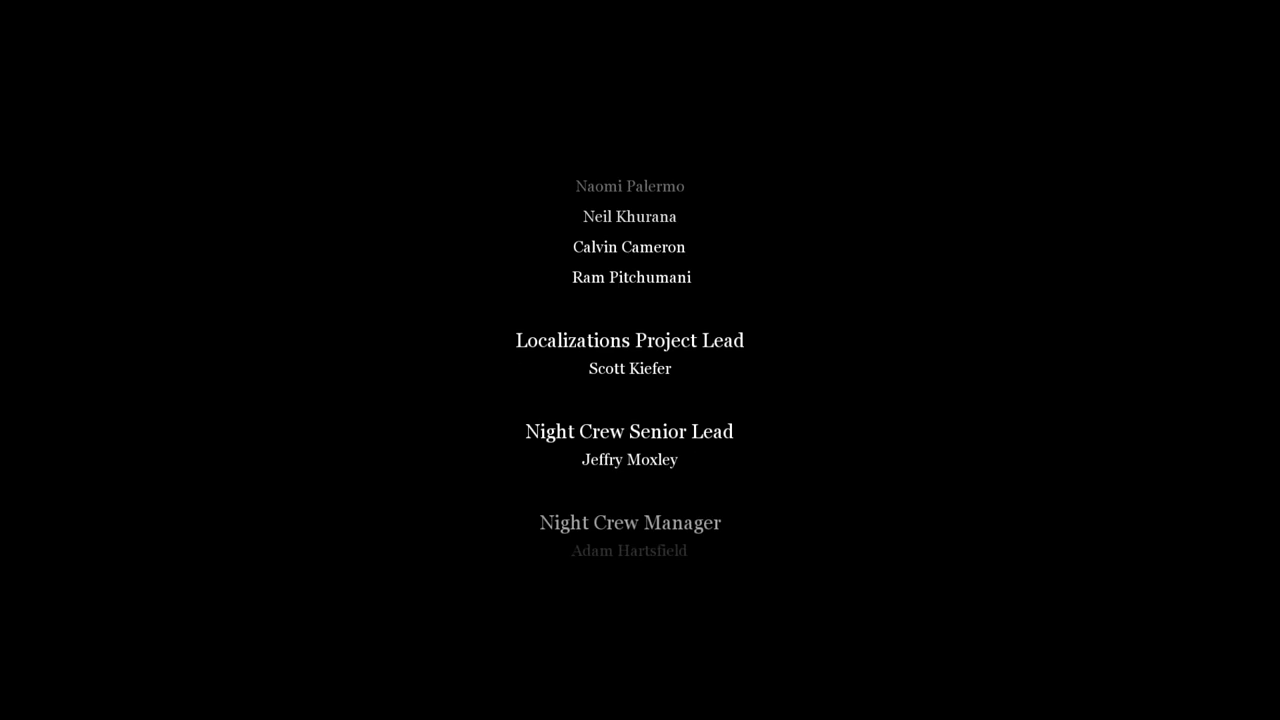 Naomi Palermo
Neil Khurana
Calvin Cameron
Ram Pitchumani
Localizations Project Lead
Scott Kiefer
Night Crew Senior Lead
Jeffry Moxley
Night Crew Manager
Adam Hartsfield